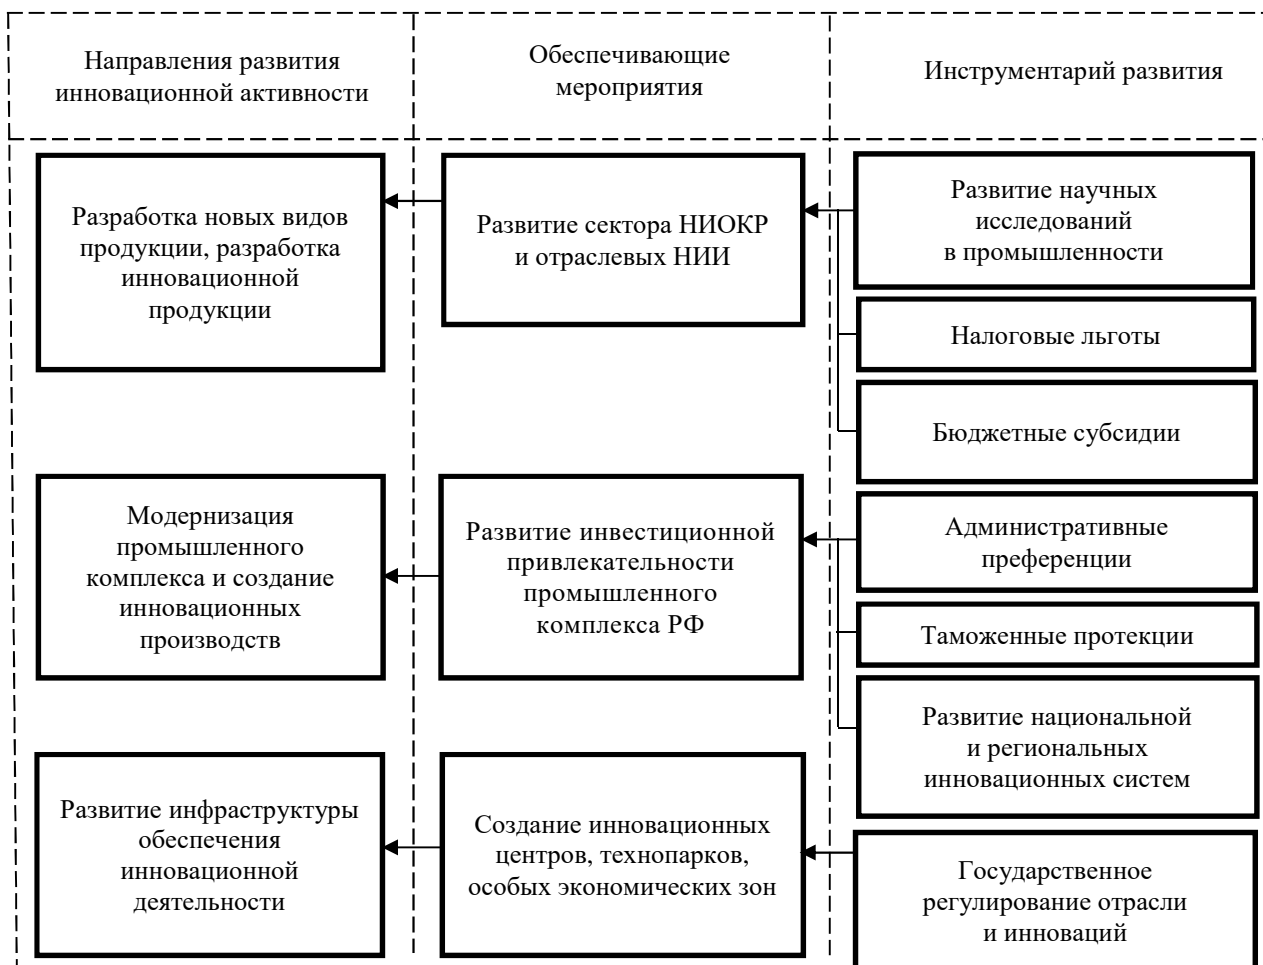 Направления развития
инновационной активности
Обеспечивающие
мероприятия
Инструментарий развития
Разработка новых видов
продукции, разработка
инновационной
продукции
Развитие сектора НИОКР
и отраслевых НИИ
Развитие научных
исследований
в промышленности
Налоговые льготы
Бюджетные субсидии
Модернизация
промышленного
комплекса и создание
инновационных
производств
Развитие инвестиционной
привлекательности
промышленного
комплекса РФ
Административные
преференции
Таможенные протекции
Развитие национальной
и региональных
инновационных систем
Развитие инфраструктуры
обеспечения
инновационной
деятельности
Создание инновационных
центров, технопарков,
особых экономических зон
Государственное
регулирование отрасли
и инноваций